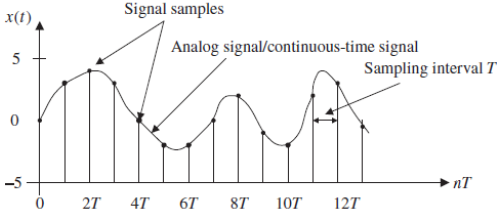 Signal samples
x(t)
Analog signal/continuous-time signal
5
Sampling interval T
0
–5
nT
0 2T 4T 6T 8T 10T 12T